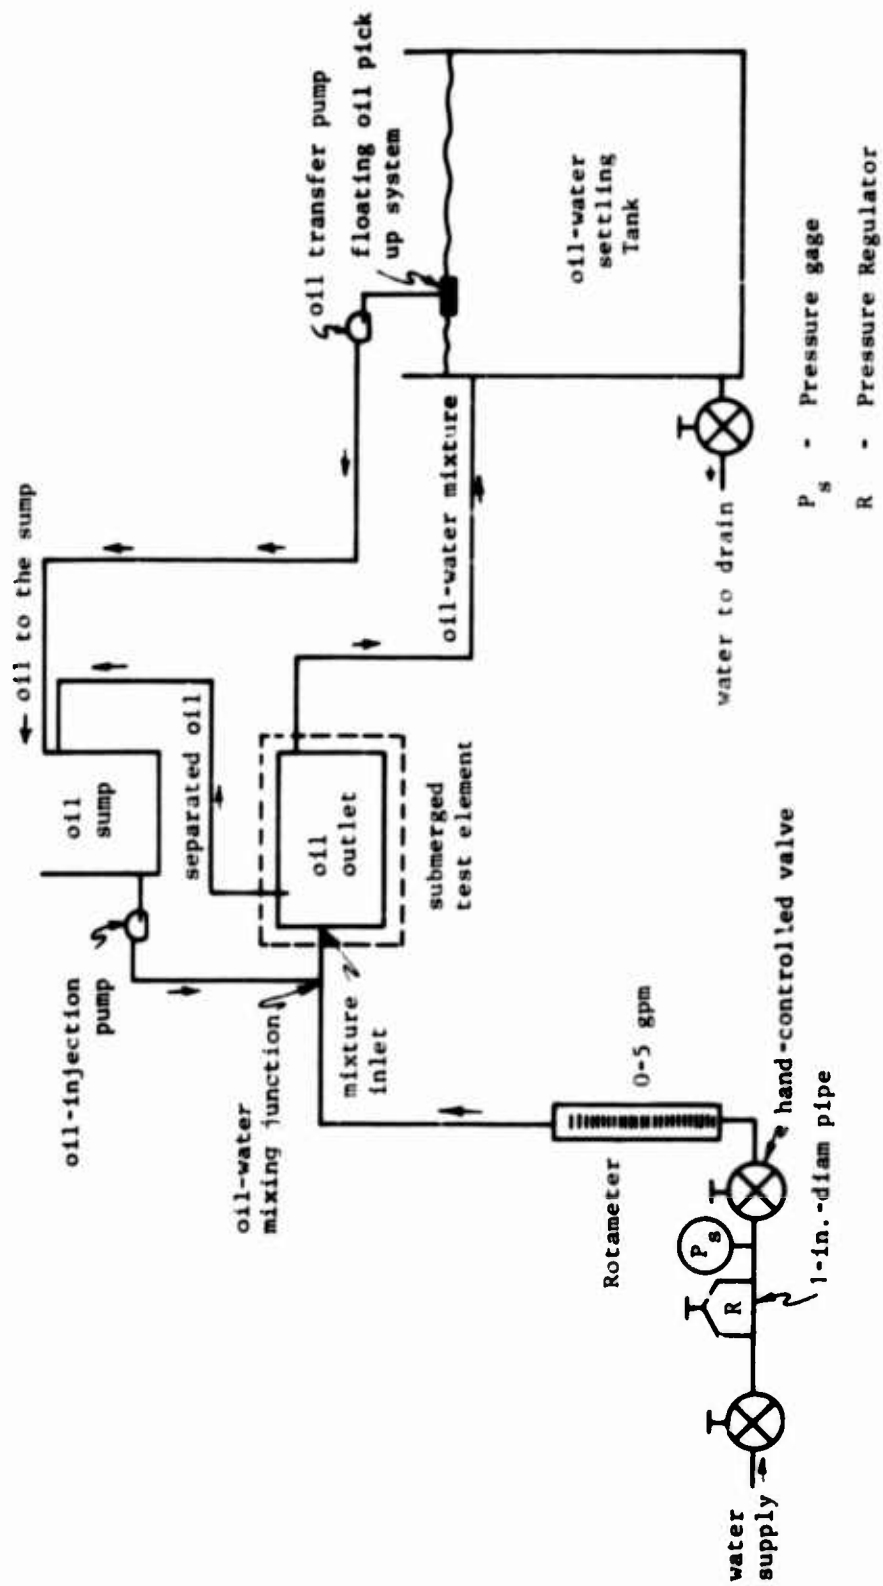 oil to the sump
oil
sump
oil-injection
pump
separated oil
oil transfer pump
floating oil pick
up system
oil-water
mixing junction
oil
outlet
mixture
inlet
submerged
test element
oil-water mixture
oil-water
settling
Tank
Rotameter
0-5 gpm
water to drain
P
s
hand-controlled valve
R
1-in.-diam pipe
water
supply
P
s
- Pressure gage
R - Pressure Regulator